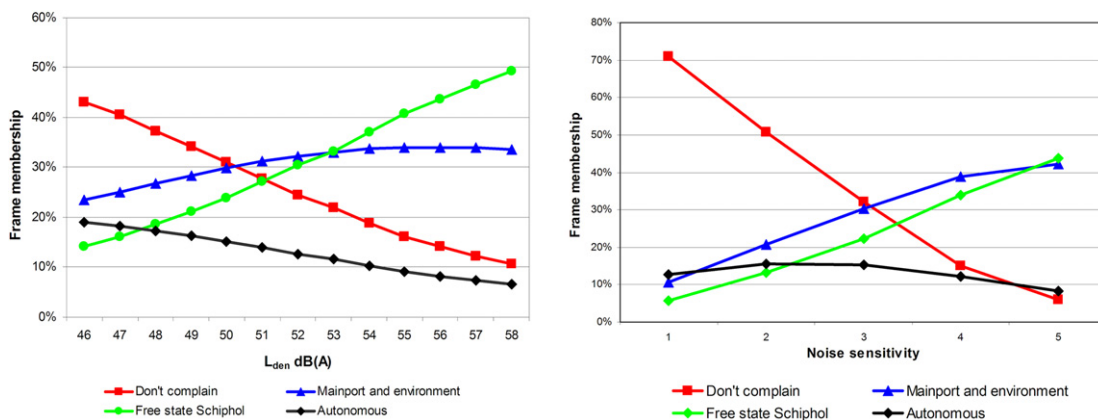 60%
50%
40%
30%
20%
10%
0%
Frame membership
46 47 48 49 50 51 52 53 54 55 56 57 58
Lden dB(A)
Don't complain
Mainport and environment
Free state Schiphol
Autonomous
80%
70%
60%
50%
40%
30%
20%
10%
0%
Frame membership
1 2 3 4 5
Noise sensitivity
Don't complain
Mainport and environment
Free state Schiphol
Autonomous